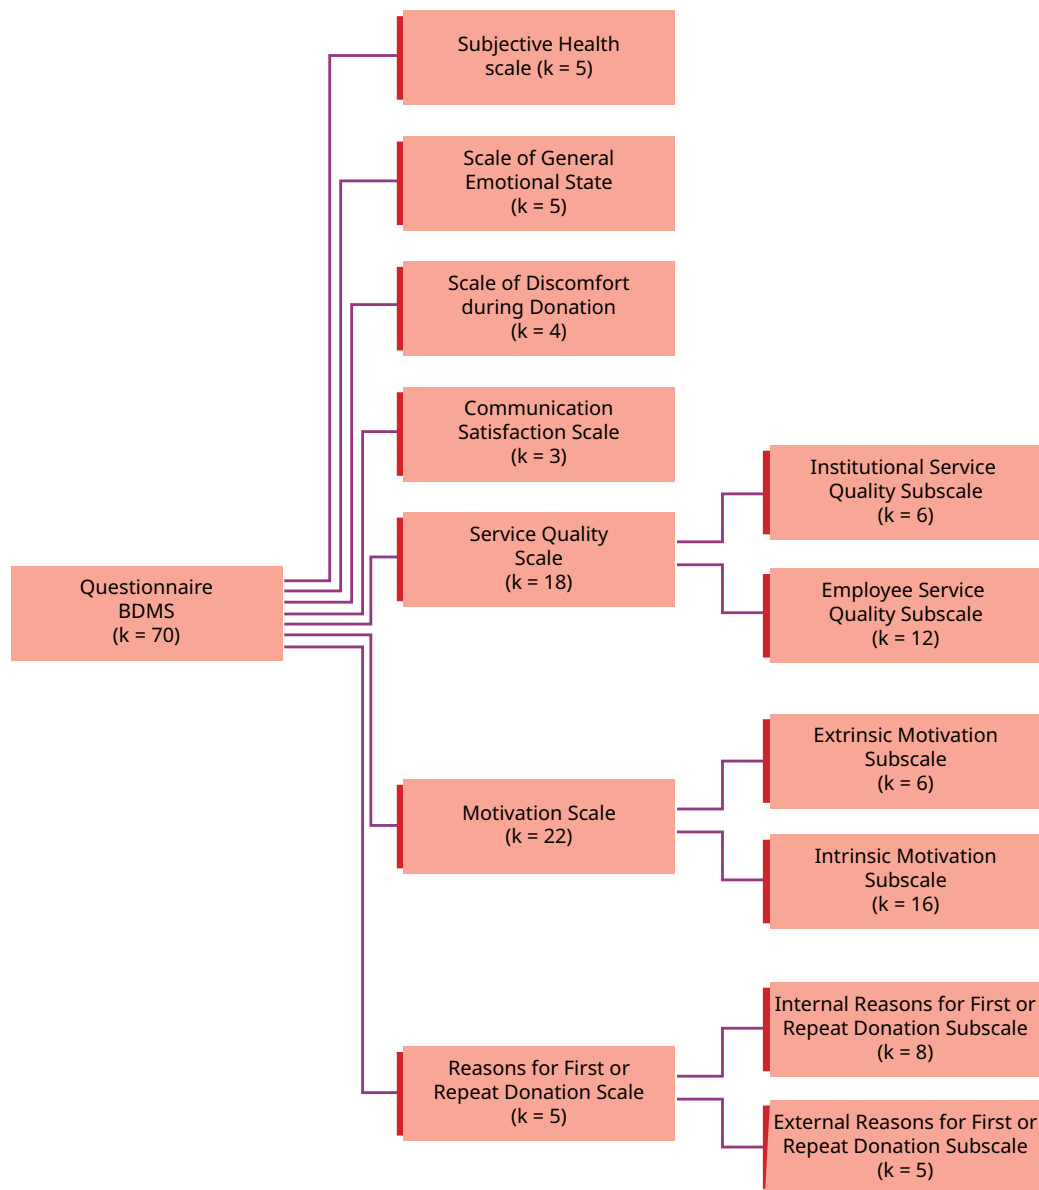 Subjective Health
scale (k = 5)
Scale of General
Emotional State
(k = 5)
Scale of Discomfort
during Donation
(k = 4)
Communication
Satisfaction Scale
(k = 3)
Service Quality
Scale
(k = 18)
Institutional Service
Quality Subscale
(k = 6)
Employee Service
Quality Subscale
(k = 12)
Questionnaire
BDMS
(k = 70)
Motivation Scale
(k = 22)
Extrinsic Motivation
Subscale
(k = 6)
Intrinsic Motivation
Subscale
(k = 16)
Reasons for First or
Repeat Donation Scale
(k = 5)
Internal Reasons for First or
Repeat Donation Subscale
(k = 8)
External Reasons for First or
Repeat Donation Subscale
(k = 5)